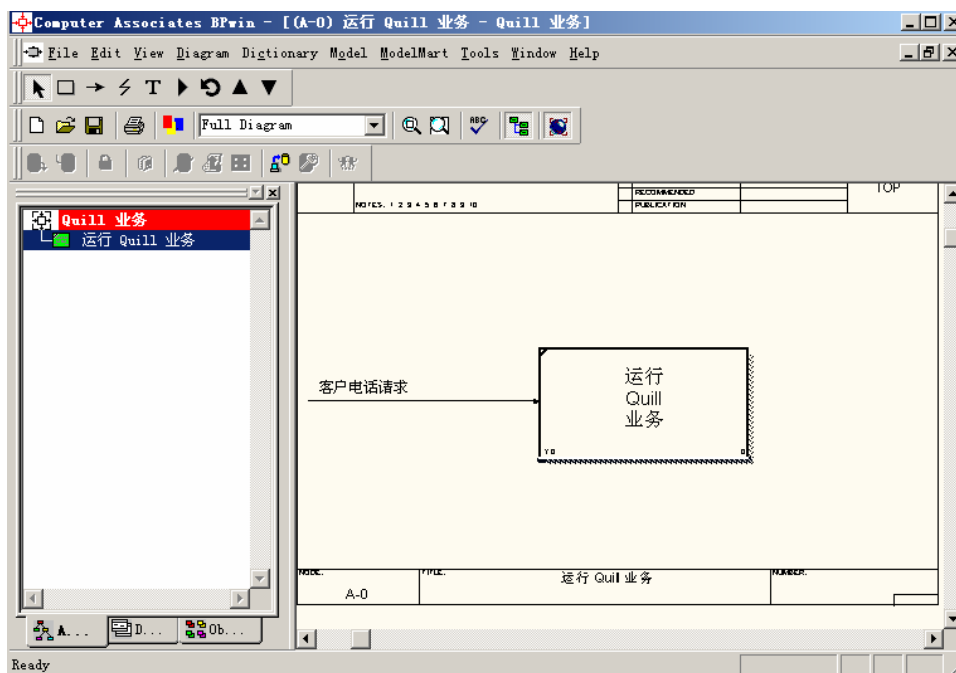 Computer Associates BPwin - [(A-0) 运行 Quill 业务 - Quill 业务]
File Edit View Diagram Dictionary Model ModelMart Tools Window Help
T
Full Diagram
ABC
RECOMMENDED
TOP
NOTES. 1 2 3 4 5 6 7 8 9 10
PUBLICATION
Quill 业务
运行 Quill 业务
客户电话请求
运行
Quill
业务
NODE.
TITLE.
运行 Quill 业务
NUMBER.
A-0
A...
D...
Ob...
Ready